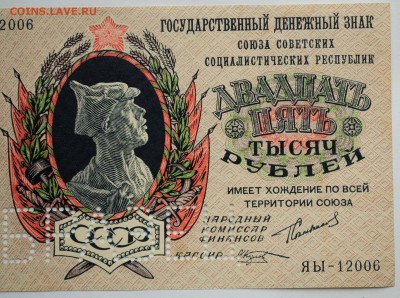 COINS.LAVE.RU
2006
ГОСУДАРСТВЕННЫЙ ДЕНЕЖНЫЙ ЗНАК
СОЮЗА СОВЕТСКИХ
СОЦИАЛИСТИЧЕСКИХ РЕСПУБЛИК
ДВАДЦАТЬ
ПЯТЬ
ТЫСЯЧ
РУБЛЕЙ
ИМЕЕТ ХОЖДЕНИЕ ПО ВСЕЙ
ТЕРРИТОРИИ СОЮЗА
НАРОДНЫЙ
КОМИССАР
ФИНАНСОВ
КАССИР
СССР
ЯЫ-12006